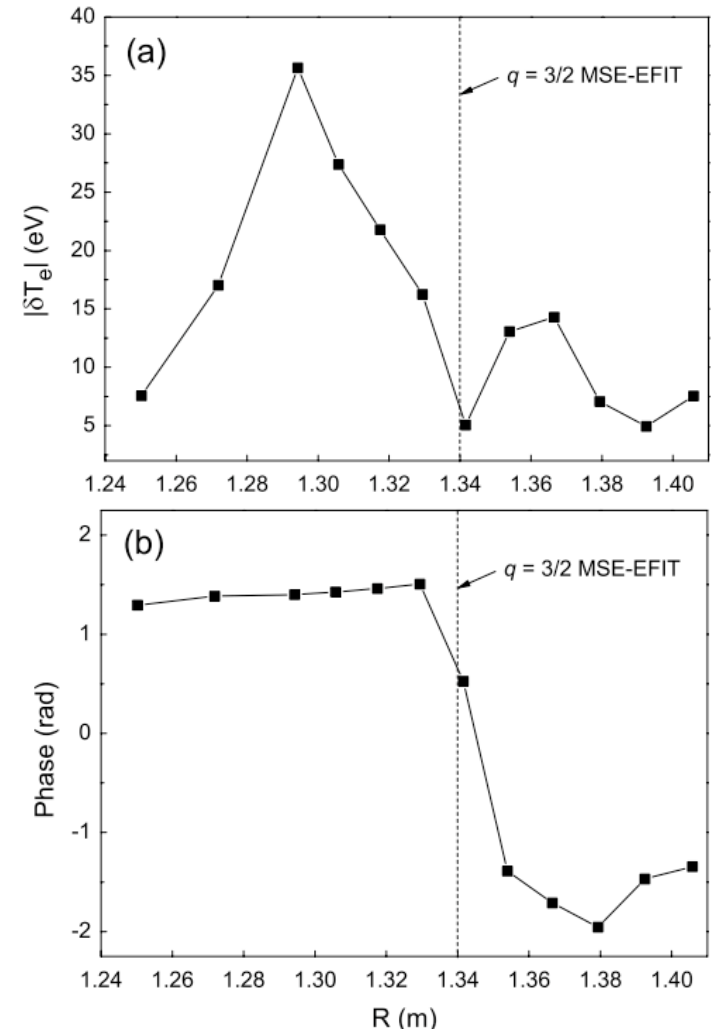 (a)
q = 3/2 MSE-EFIT
|δTe| (eV)
40
35
30
25
20
15
10
5
1.24 1.26 1.28 1.30 1.32 1.34 1.36 1.38 1.40
(b)
q = 3/2 MSE-EFIT
Phase (rad)
2
1
0
-1
-2
1.24 1.26 1.28 1.30 1.32 1.34 1.36 1.38 1.40
R (m)